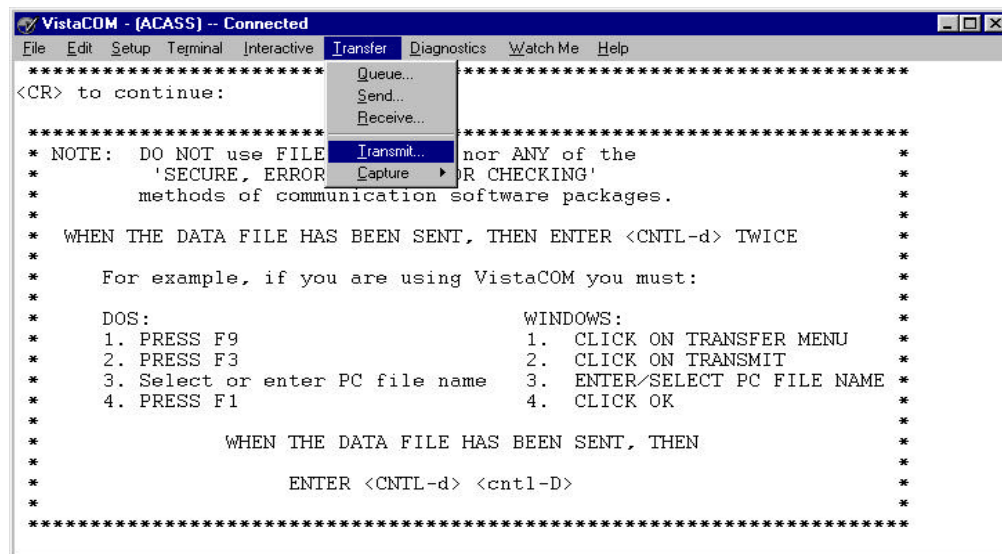 VistaCOM - (ACASS) -- Connected
File Edit Setup Terminal Interactive Transfer Diagnostics Watch Me Help
Queue...
Send...
Receive...
Transmit...
Capture
**********************************************************************
<CR> to continue:
**********************************************************************
* NOTE: DO NOT use FILE nor ANY of the *
* 'SECURE, ERROR OR CHECKING' *
* methods of communication software packages. *
* *
* WHEN THE DATA FILE HAS BEEN SENT, THEN ENTER <CNTL-d> TWICE *
* *
* For example, if you are using VistaCOM you must: *
* *
* DOS: WINDOWS: *
* 1. PRESS F9 1. CLICK ON TRANSFER MENU *
* 2. PRESS F3 2. CLICK ON TRANSMIT *
* 3. Select or enter PC file name 3. ENTER/SELECT PC FILE NAME *
* 4. PRESS F1 4. CLICK OK *
* *
* WHEN THE DATA FILE HAS BEEN SENT, THEN *
* *
* ENTER <CNTL-d> <cntl-D> *
* *
**********************************************************************